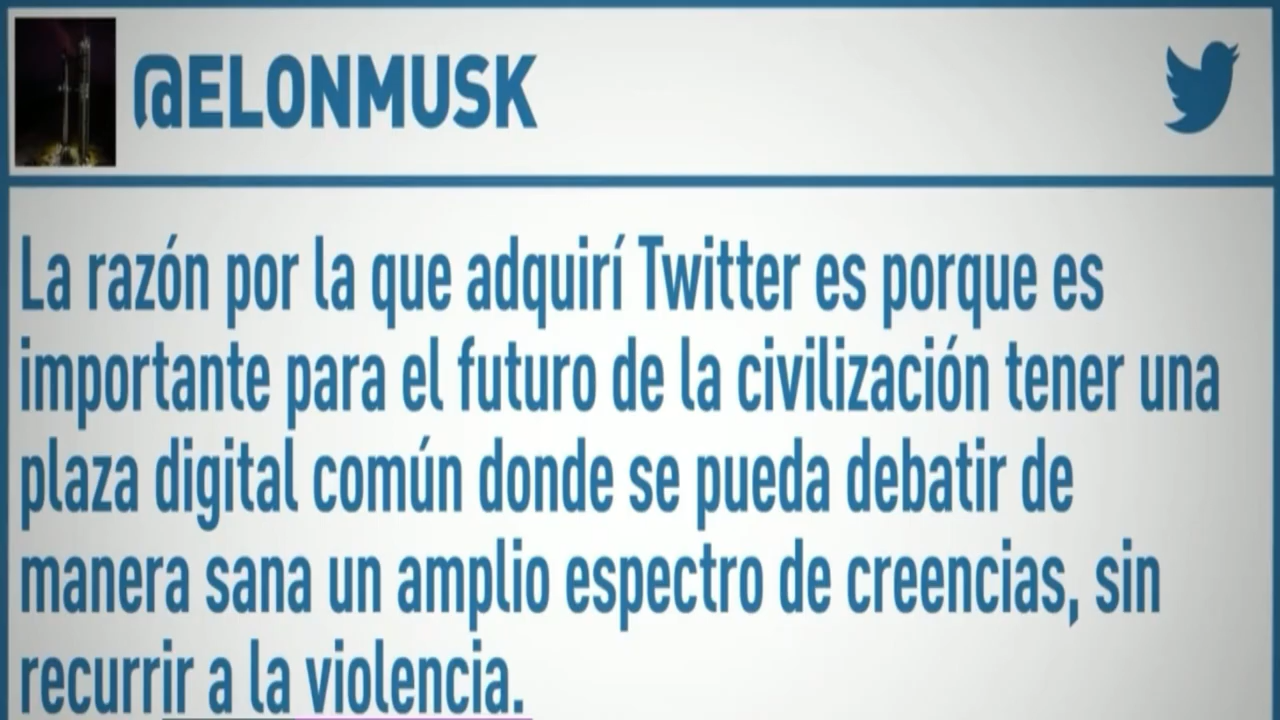 @ELONMUSK
La razón por la que adquirí Twitter es porque es
importante para el futuro de la civilización tener una
plaza digital común donde se pueda debatir de
manera sana un amplio espectro de creencias, sin
recurrir a la violencia.